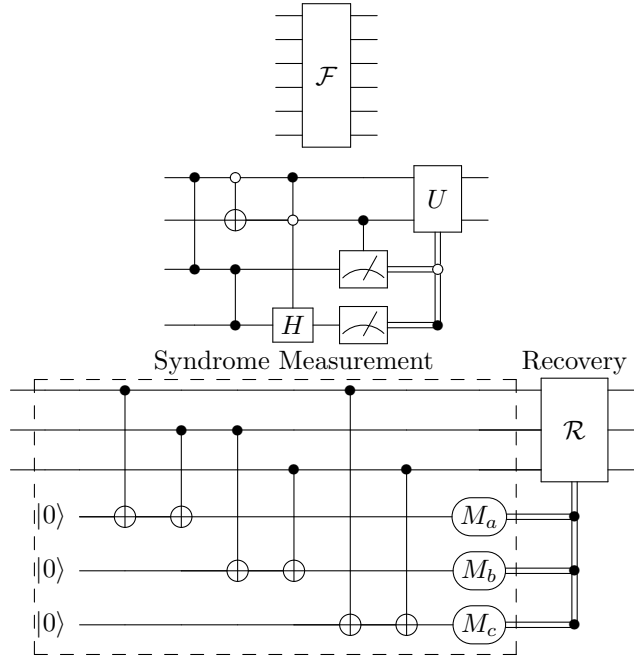 ℱ
U
H
Syndrome Measurement Recovery
ℛ
|0⟩ M_a
|0⟩ M_b
|0⟩ M_c